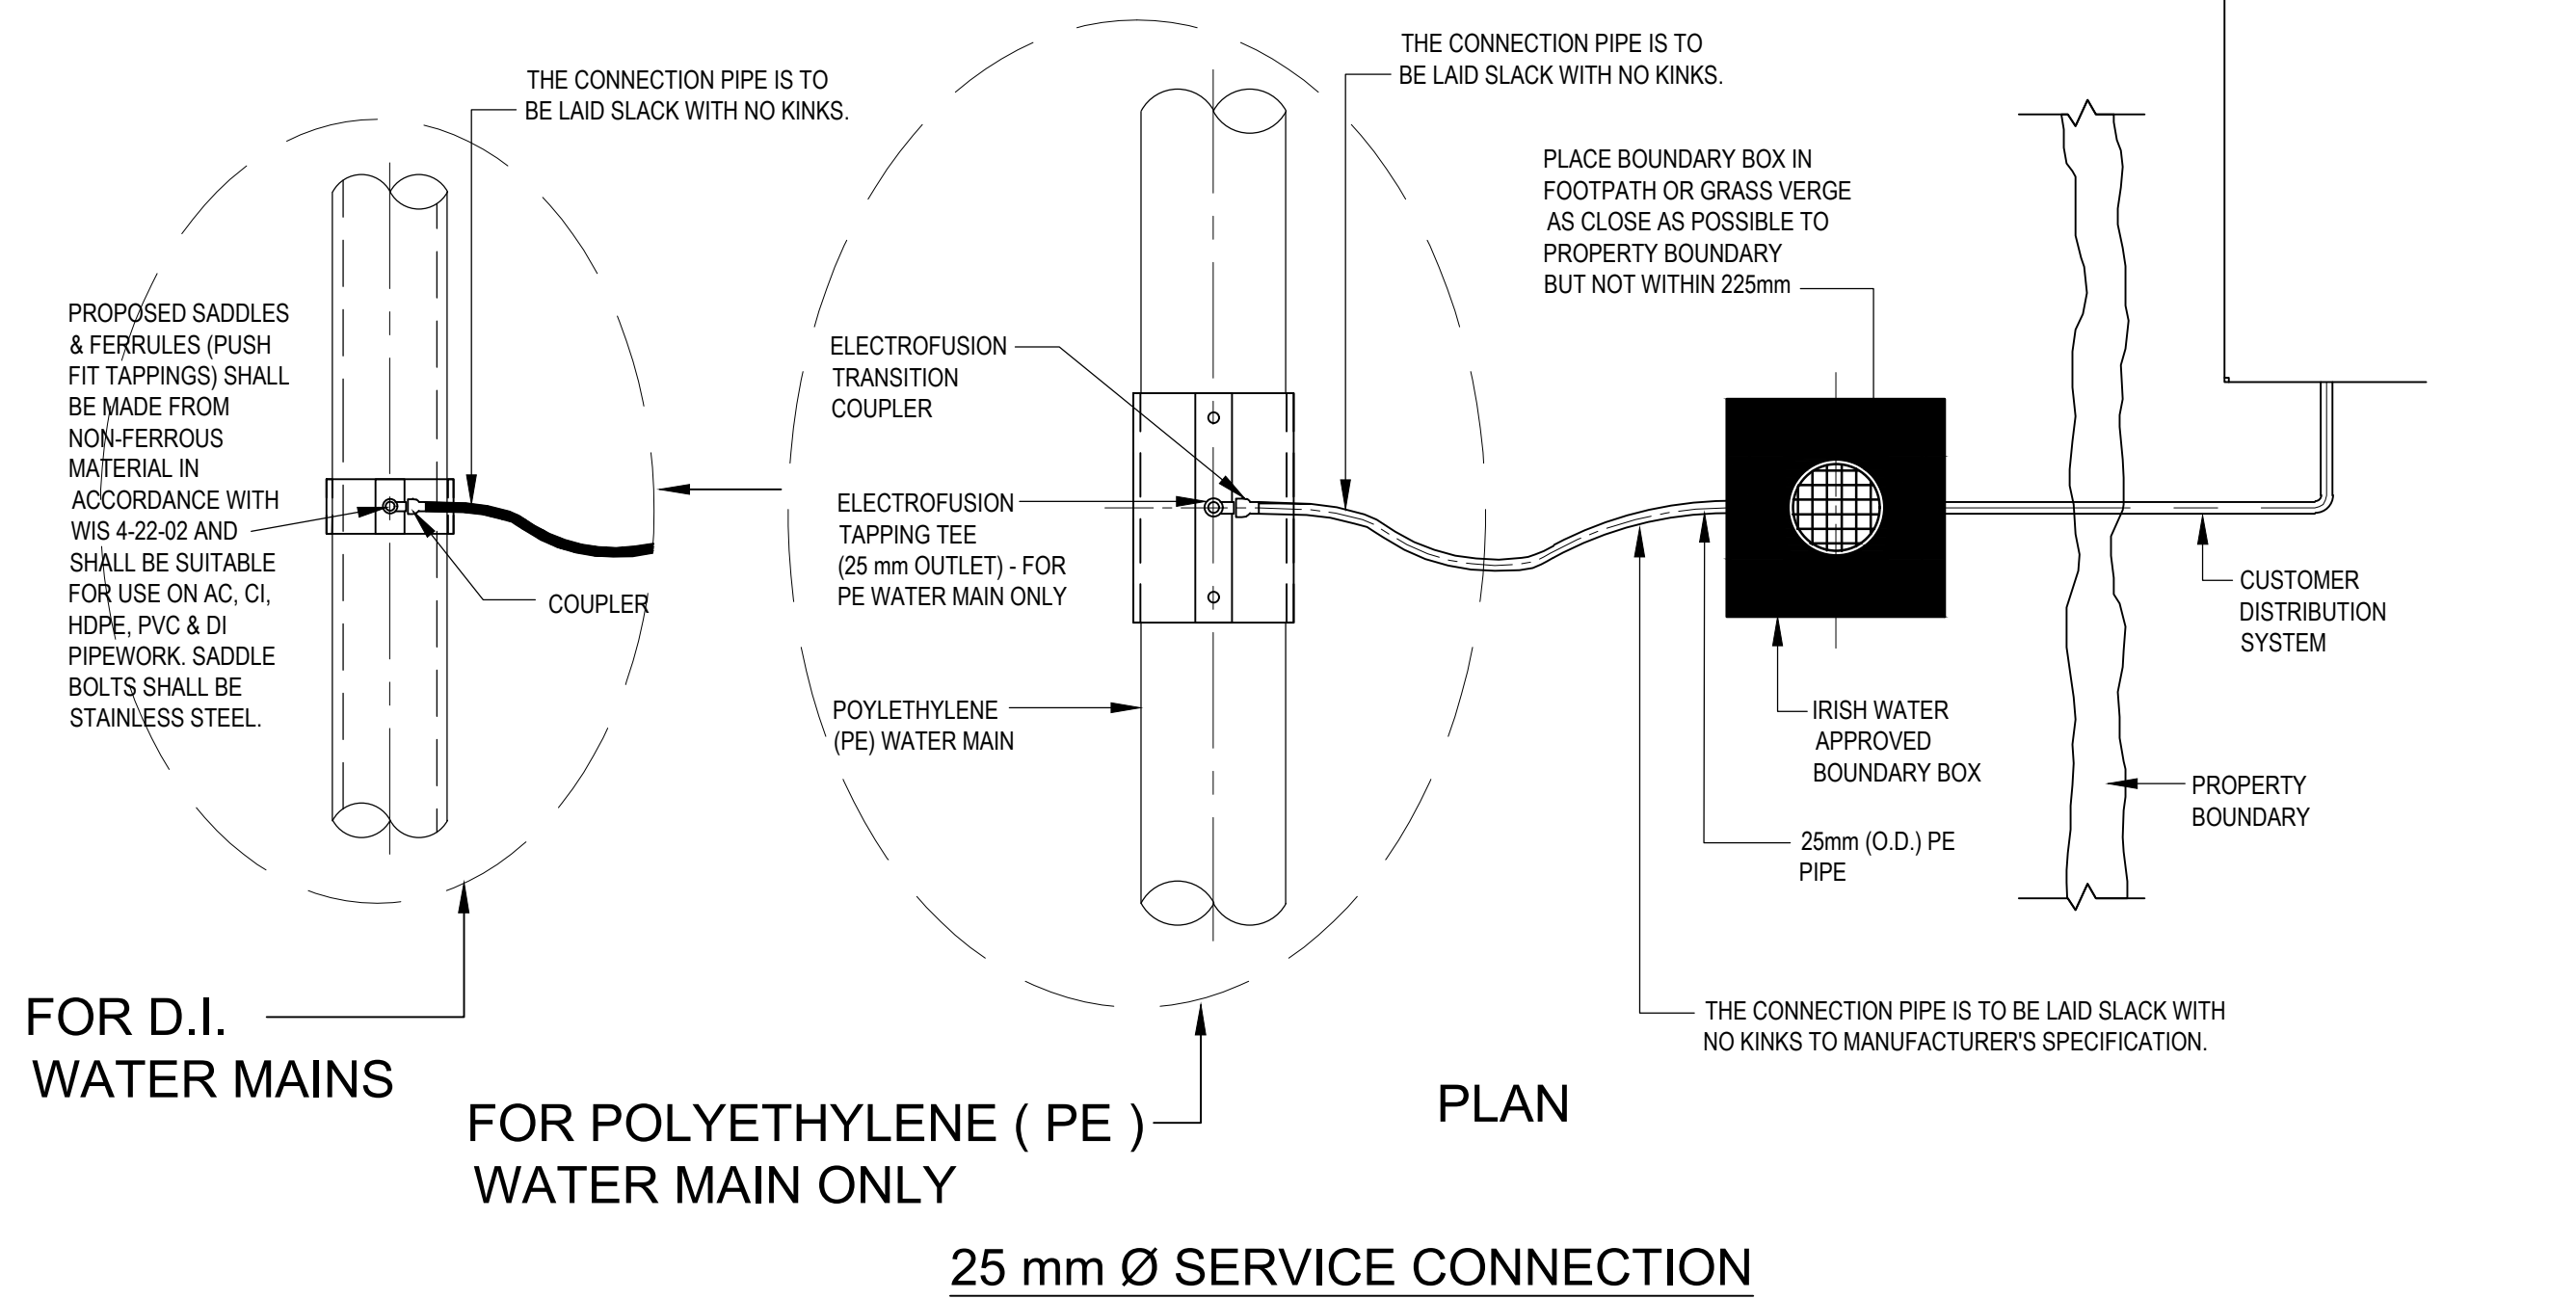 THE CONNECTION PIPE IS TO
BE LAID SLACK WITH NO KINKS.
PROPOSED SADDLES
& FERRULES (PUSH
FIT TAPPINGS) SHALL
BE MADE FROM
NON-FERROUS
MATERIAL IN
ACCORDANCE WITH
WIS 4-22-02 AND
SHALL BE SUITABLE
FOR USE ON AC, CI,
HDPE, PVC & DI
PIPEWORK. SADDLE
BOLTS SHALL BE
STAINLESS STEEL.
COUPLER
FOR D.I.
WATER MAINS
THE CONNECTION PIPE IS TO
BE LAID SLACK WITH NO KINKS.
ELECTROFUSION
TRANSITION
COUPLER
ELECTROFUSION
TAPPING TEE
(25 mm OUTLET) - FOR
PE WATER MAIN ONLY
POYLETHYLENE
(PE) WATER MAIN
FOR POLYETHYLENE ( PE )
WATER MAIN ONLY
PLACE BOUNDARY BOX IN
FOOTPATH OR GRASS VERGE
AS CLOSE AS POSSIBLE TO
PROPERTY BOUNDARY
BUT NOT WITHIN 225mm
CUSTOMER
DISTRIBUTION
SYSTEM
IRISH WATER
APPROVED
BOUNDARY BOX
PROPERTY
BOUNDARY
25mm (O.D.) PE
PIPE
THE CONNECTION PIPE IS TO BE LAID SLACK WITH
NO KINKS TO MANUFACTURER'S SPECIFICATION.
PLAN
25 mm Ø SERVICE CONNECTION